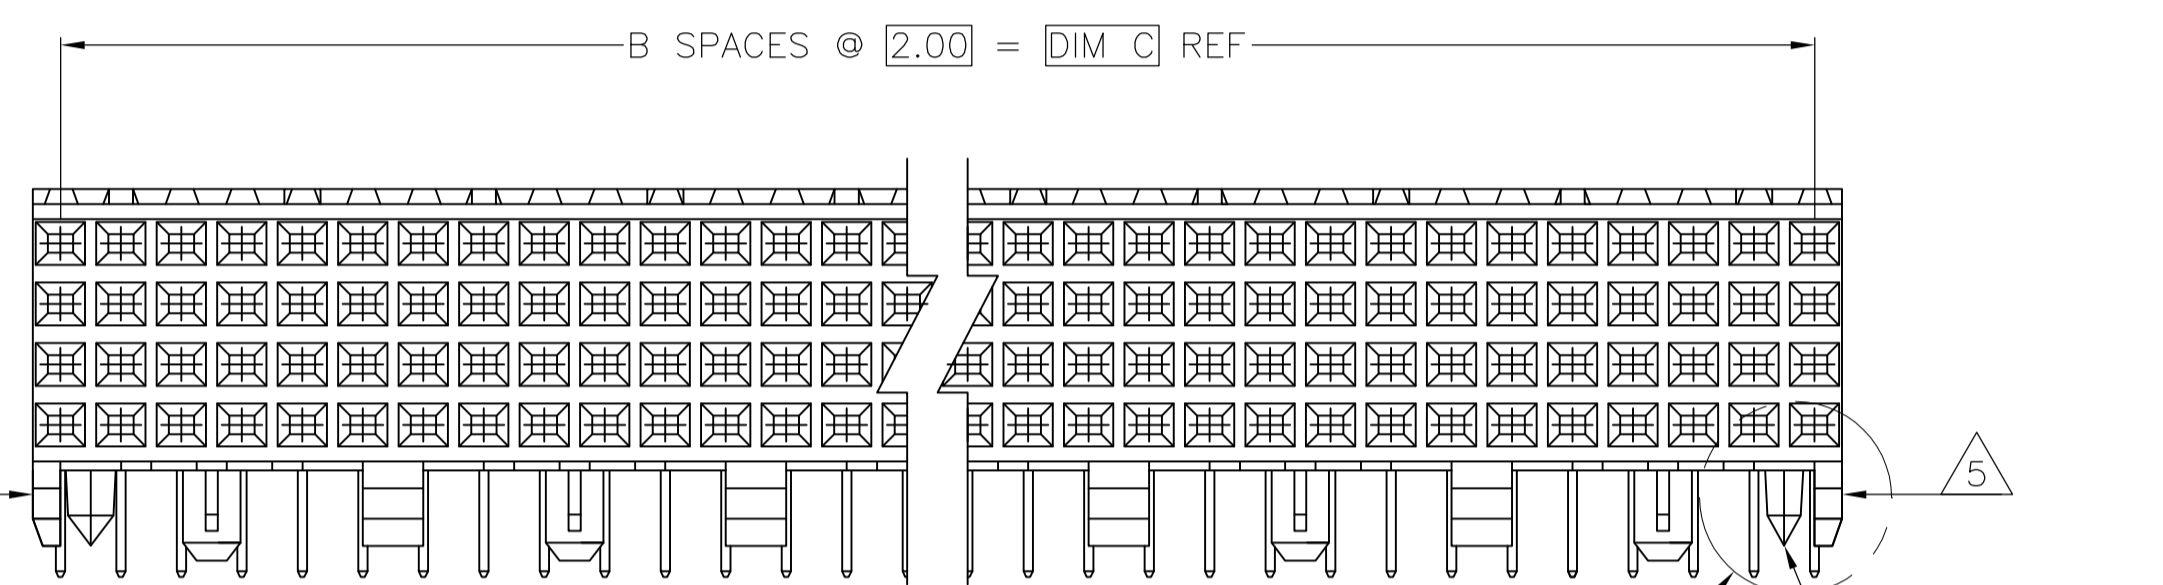 B SPACES @ 2.00 = DIM C REF
5